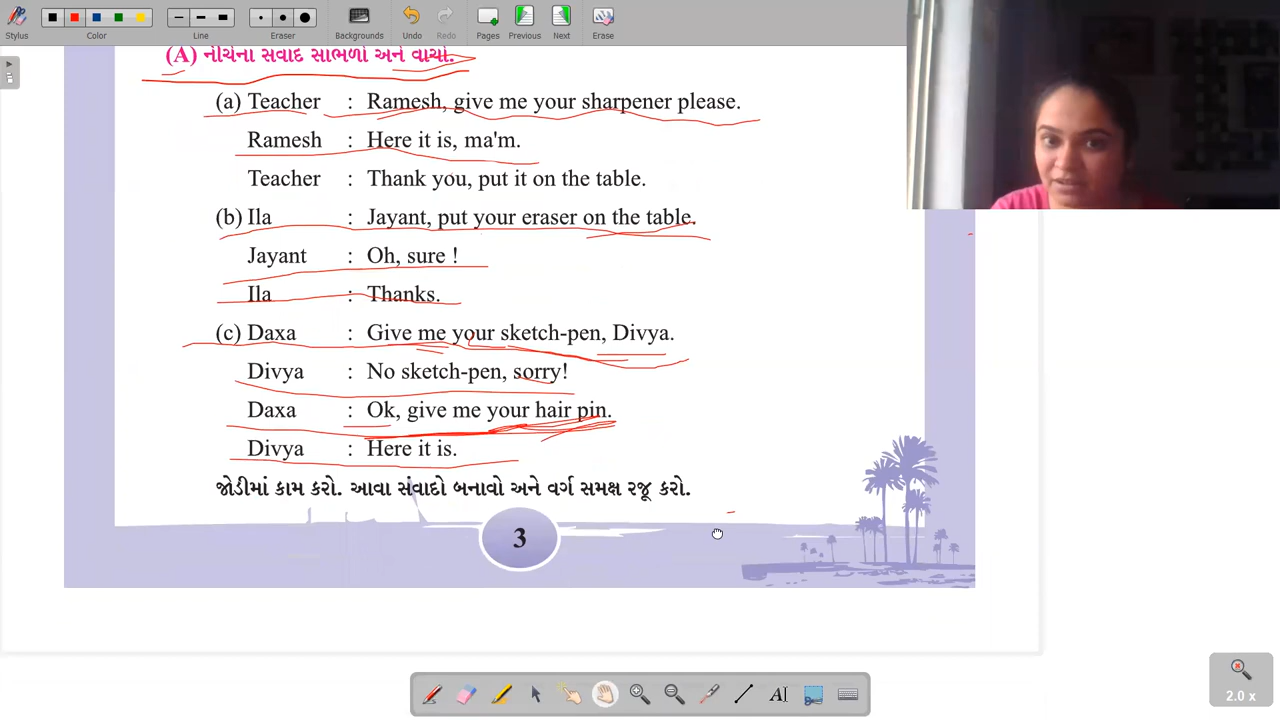 Stylus
Color
Line
Eraser
Backgrounds
Undo
Redo
Pages
Previous
Next
Erase
(A) નીચેના સંવાદ સાંભળો અને વાંચો.
(a) Teacher : Ramesh, give me your sharpener please.
Ramesh : Here it is, ma'm.
Teacher : Thank you, put it on the table.
(b) Ila : Jayant, put your eraser on the table.
Jayant : Oh, sure !
Ila : Thanks.
(c) Daxa : Give me your sketch-pen, Divya.
Divya : No sketch-pen, sorry!
Daxa : Ok, give me your hair pin.
Divya : Here it is.
જોડીમાં કામ કરો. આવા સંવાદો બનાવો અને વર્ગ સમક્ષ રજૂ કરો.
3
2.0 x